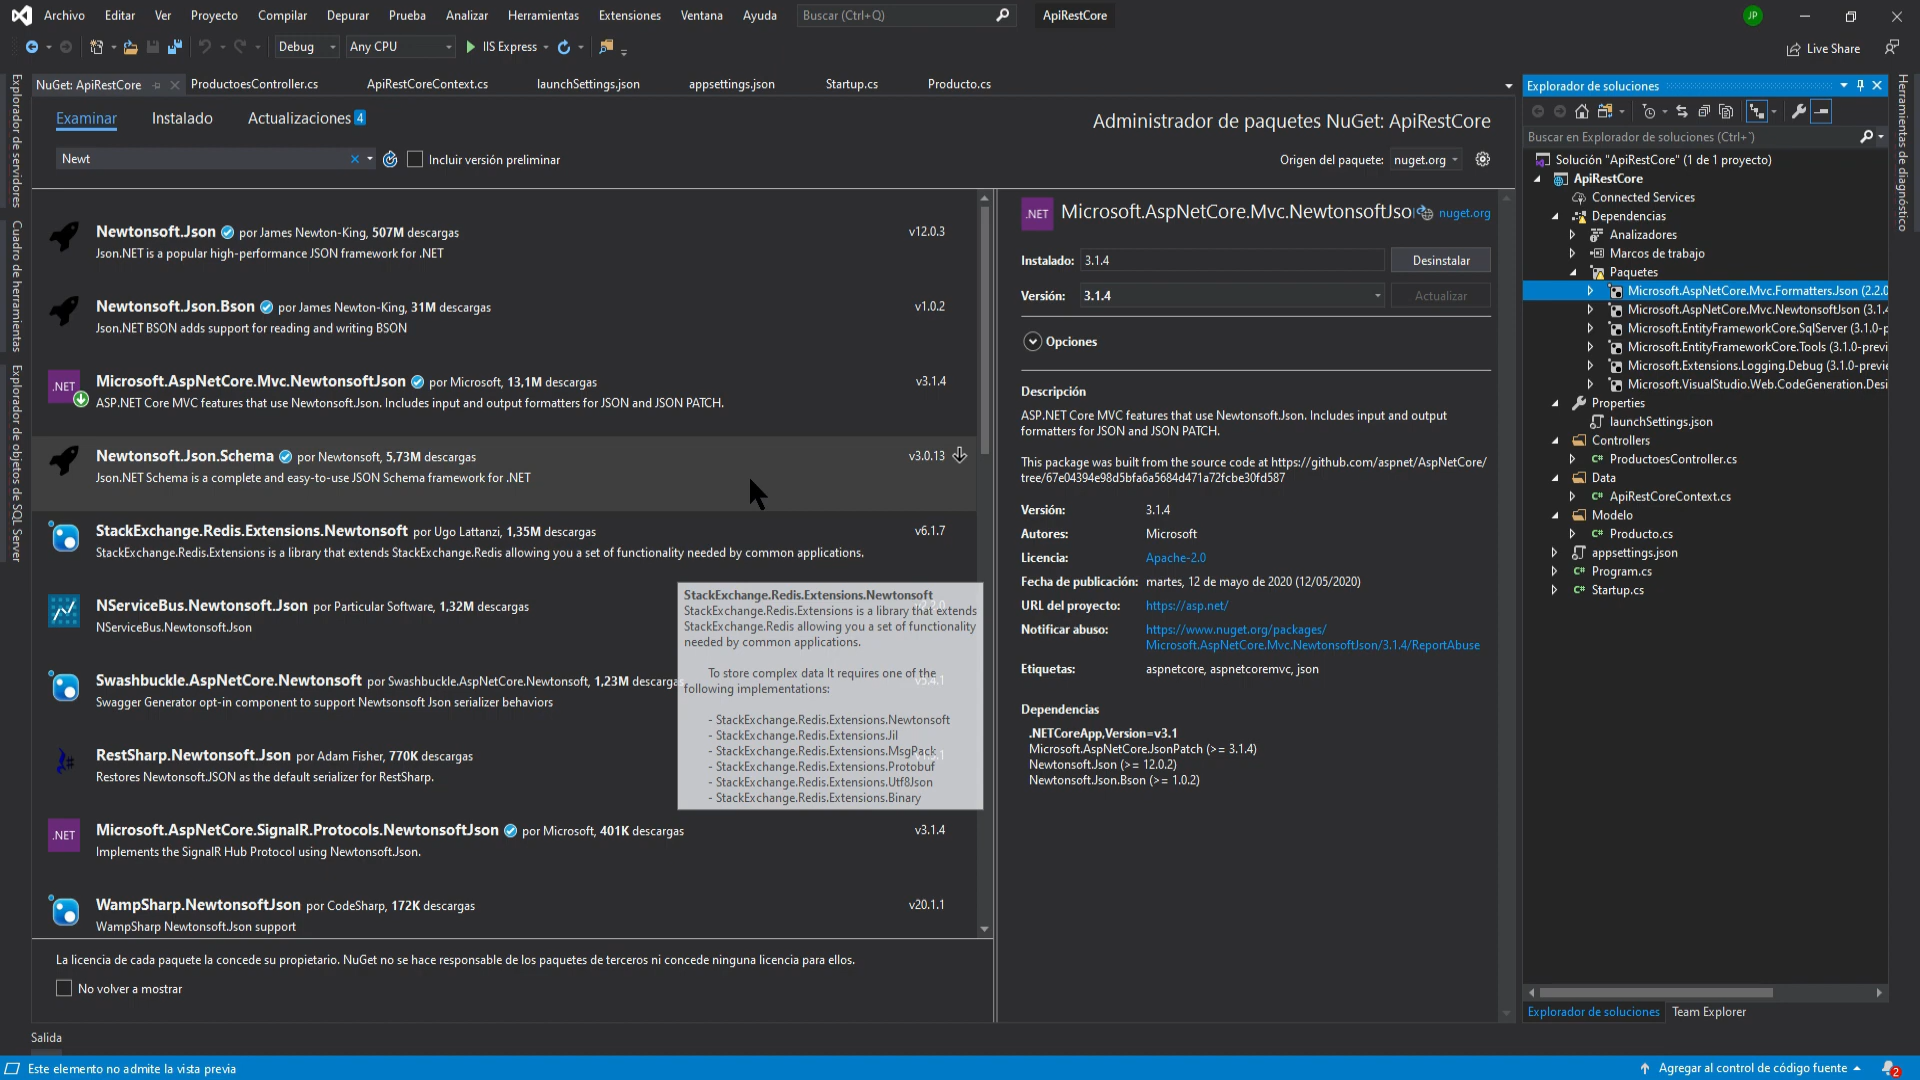 Archivo Editar Ver Proyecto Compilar Depurar Prueba Analizar Herramientas Extensiones Ventana Ayuda Buscar (Ctrl+Q) ApiRestCore JP
Debug Any CPU IIS Express Live Share
NuGet: ApiRestCore ProductoesController.cs ApiRestCoreContext.cs launchSettings.json appsettings.json Startup.cs Producto.cs
Explorador de servidores
Cuadro de herramientas
Explorador de objetos de SQL Server
Examinar Instalado Actualizaciones 4
Administrador de paquetes NuGet: ApiRestCore
Newt Incluir versión preliminar
Origen del paquete: nuget.org
Newtonsoft.Json por James Newton-King, 507M descargas v12.0.3
Json.NET is a popular high-performance JSON framework for .NET
Newtonsoft.Json.Bson por James Newton-King, 31M descargas v1.0.2
Json.NET BSON adds support for reading and writing BSON
.NET Microsoft.AspNetCore.Mvc.NewtonsoftJson por Microsoft, 13,1M descargas v3.1.4
ASP.NET Core MVC features that use Newtonsoft.Json. Includes input and output formatters for JSON and JSON PATCH.
Newtonsoft.Json.Schema por Newtonsoft, 5,73M descargas v3.0.13
Json.NET Schema is a complete and easy-to-use JSON Schema framework for .NET
StackExchange.Redis.Extensions.Newtonsoft por Ugo Lattanzi, 1,35M descargas v6.1.7
StackExchange.Redis.Extensions is a library that extends StackExchange.Redis allowing you a set of functionality needed by common applications.
NServiceBus.Newtonsoft.Json por Particular Software, 1,32M descargas
NServiceBus.Newtonsoft.Json
Swashbuckle.AspNetCore.Newtonsoft por Swashbuckle.AspNetCore.Newtonsoft, 1,23M descargas
Swagger Generator opt-in component to support Newtsonsoft Json serializer behaviors
RestSharp.Newtonsoft.Json por Adam Fisher, 770K descargas
Restores Newtonsoft.JSON as the default serializer for RestSharp.
.NET Microsoft.AspNetCore.SignalR.Protocols.NewtonsoftJson por Microsoft, 401K descargas v3.1.4
Implements the SignalR Hub Protocol using Newtonsoft.Json.
WampSharp.NewtonsoftJson por CodeSharp, 172K descargas v20.1.1
WampSharp Newtonsoft.Json support
StackExchange.Redis.Extensions.Newtonsoft
StackExchange.Redis.Extensions is a library that extends
StackExchange.Redis allowing you a set of functionality
needed by common applications.
To store complex data It requires one of the
following implementations:
- StackExchange.Redis.Extensions.Newtonsoft
- StackExchange.Redis.Extensions.Jil
- StackExchange.Redis.Extensions.MsgPack
- StackExchange.Redis.Extensions.Protobuf
- StackExchange.Redis.Extensions.Utf8Json
- StackExchange.Redis.Extensions.Binary
La licencia de cada paquete la concede su propietario. NuGet no se hace responsable de los paquetes de terceros ni concede ninguna licencia para ellos.
No volver a mostrar
.NET Microsoft.AspNetCore.Mvc.NewtonsoftJso nuget.org
Instalado: 3.1.4 Desinstalar
Versión: 3.1.4 Actualizar
Opciones
Descripción
ASP.NET Core MVC features that use Newtonsoft.Json. Includes input and output
formatters for JSON and JSON PATCH.
This package was built from the source code at https://github.com/aspnet/AspNetCore/
tree/67e04394e98d5bfa6a5684d471a72fcbe30fd587
Versión: 3.1.4
Autores: Microsoft
Licencia: Apache-2.0
Fecha de publicación: martes, 12 de mayo de 2020 (12/05/2020)
URL del proyecto: https://asp.net/
Notificar abuso: https://www.nuget.org/packages/
Microsoft.AspNetCore.Mvc.NewtonsoftJson/3.1.4/ReportAbuse
Etiquetas: aspnetcore, aspnetcoremvc, json
Dependencias
.NETCoreApp,Version=v3.1
Microsoft.AspNetCore.JsonPatch (>= 3.1.4)
Newtonsoft.Json (>= 12.0.2)
Newtonsoft.Json.Bson (>= 1.0.2)
Explorador de soluciones
Buscar en Explorador de soluciones (Ctrl+¨)
Solución "ApiRestCore" (1 de 1 proyecto)
ApiRestCore
Connected Services
Dependencias
Analizadores
Marcos de trabajo
Paquetes
Microsoft.AspNetCore.Mvc.Formatters.Json (2.2.0
Microsoft.AspNetCore.Mvc.NewtonsoftJson (3.1.4
Microsoft.EntityFrameworkCore.SqlServer (3.1.0-p
Microsoft.EntityFrameworkCore.Tools (3.1.0-previ
Microsoft.Extensions.Logging.Debug (3.1.0-previe
Microsoft.VisualStudio.Web.CodeGeneration.Desi
Properties
launchSettings.json
Controllers
C# ProductoesController.cs
Data
C# ApiRestCoreContext.cs
Modelo
C# Producto.cs
appsettings.json
C# Program.cs
C# Startup.cs
Explorador de soluciones Team Explorer
Herramientas de diagnóstico
Salida
Este elemento no admite la vista previa
Agregar al control de código fuente 2